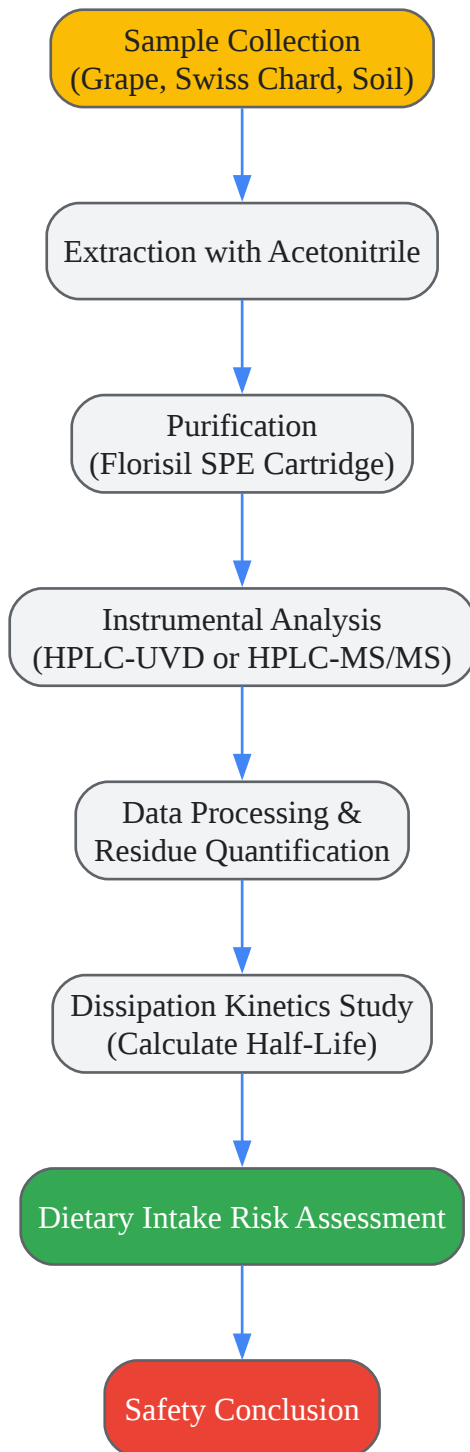 Sample Collection
(Grape, Swiss Chard, Soil)
Extraction with Acetonitrile
Purification
(Florisil SPE Cartridge)
Instrumental Analysis
(HPLC-UVD or HPLC-MS/MS)
Data Processing &
Residue Quantification
Dissipation Kinetics Study
(Calculate Half-Life)
Dietary Intake Risk Assessment
Safety Conclusion